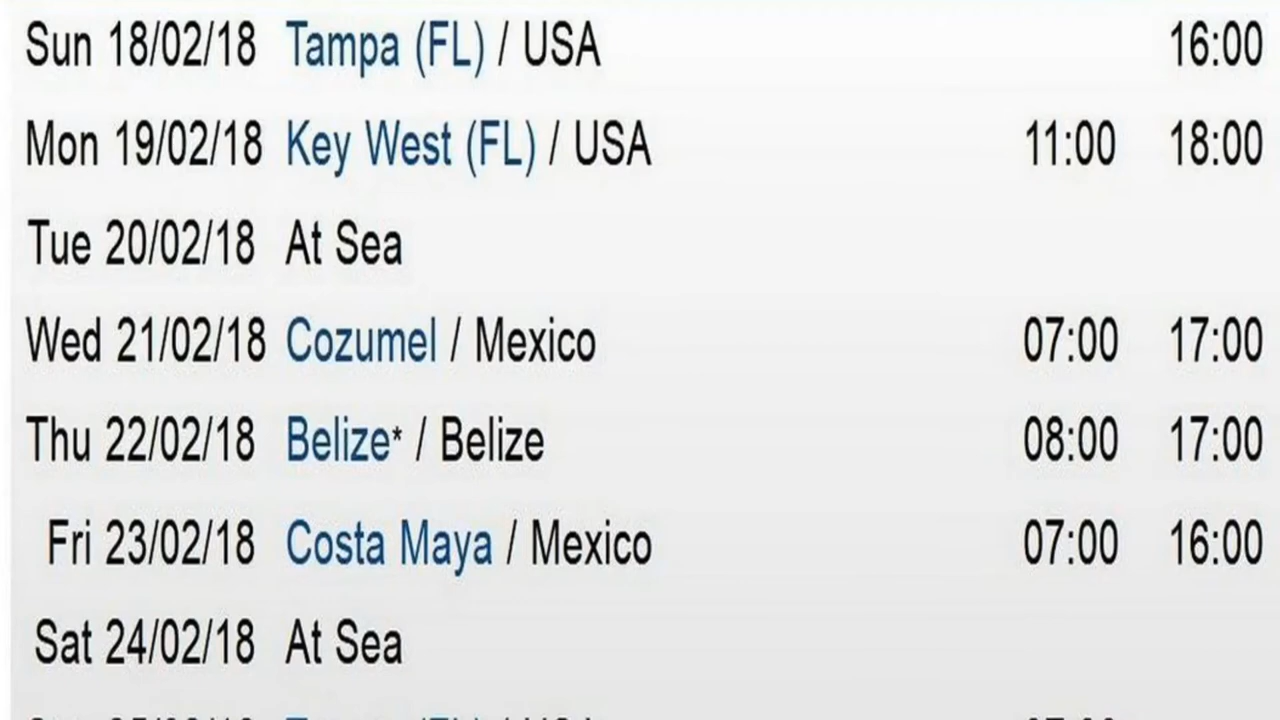 Sun 18/02/18 Tampa (FL) / USA 16:00
Mon 19/02/18 Key West (FL) / USA 11:00 18:00
Tue 20/02/18 At Sea
Wed 21/02/18 Cozumel / Mexico 07:00 17:00
Thu 22/02/18 Belize* / Belize 08:00 17:00
Fri 23/02/18 Costa Maya / Mexico 07:00 16:00
Sat 24/02/18 At Sea